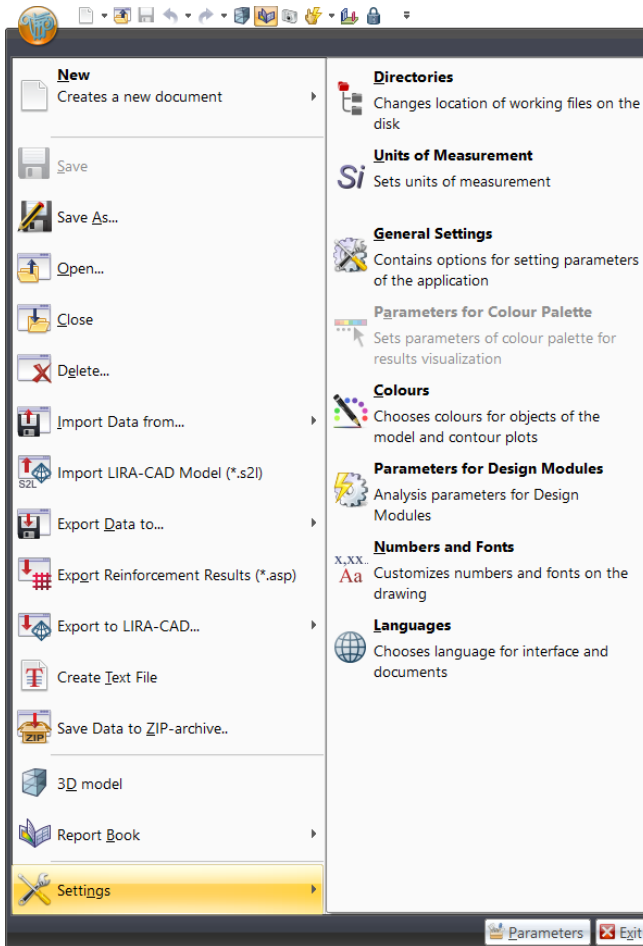 New
Creates a new document
Save
Save As...
Open...
Close
Delete...
Import Data from...
S2L
Import LIRA-CAD Model (*.s2l)
Export Data to...
Export Reinforcement Results (*.asp)
Export to LIRA-CAD...
Create Text File
ZIP
Save Data to ZIP-archive..
3D model
Report Book
Settings
Directories
Changes location of working files on the
disk
Si
Units of Measurement
Sets units of measurement
General Settings
Contains options for setting parameters
of the application
Parameters for Colour Palette
Sets parameters of colour palette for
results visualization
Colours
Chooses colours for objects of the
model and contour plots
Parameters for Design Modules
Analysis parameters for Design
Modules
x,xx..
Aa
Numbers and Fonts
Customizes numbers and fonts on the
drawing
Languages
Chooses language for interface and
documents
Parameters
Exit